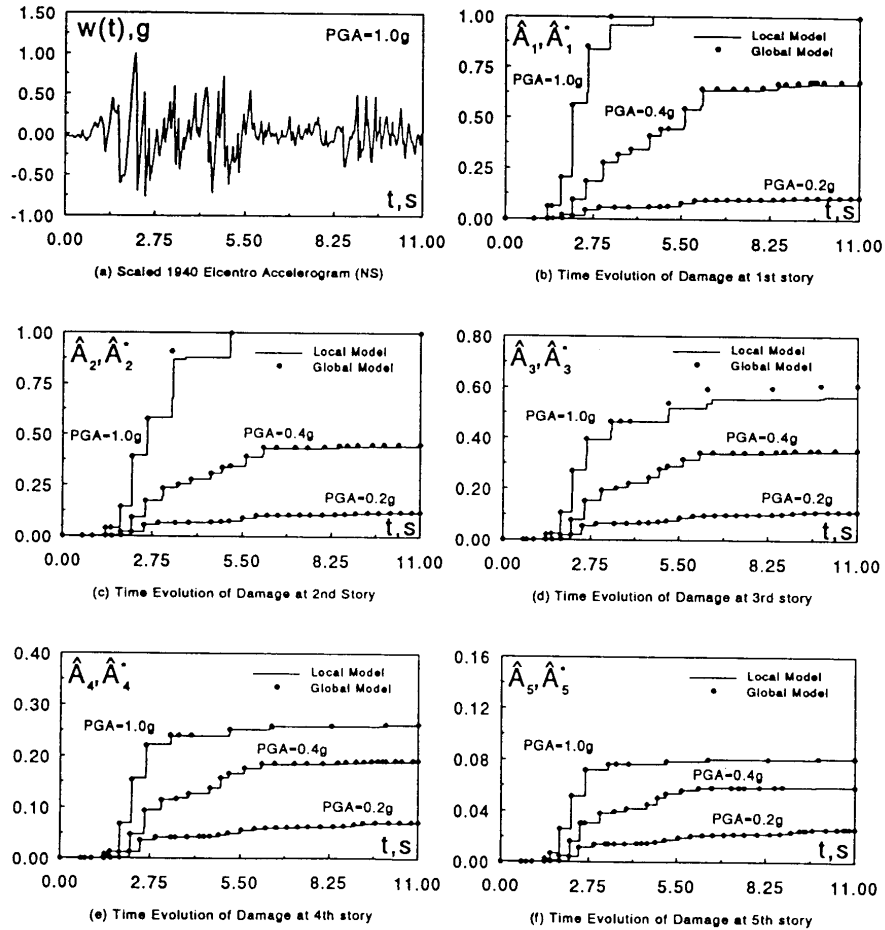 w(t),g
PGA=1.0g
1.50
1.00
0.50
0.00
-0.50
-1.00
t,s
0.00 2.75 5.50 8.25 11.00
(a) Scaled 1940 Elcentro Accelerogram (NS)
Â1,Â1*
Local Model
Global Model
PGA=1.0g
PGA=0.4g
PGA=0.2g
1.00
0.75
0.50
0.25
0.00
t,s
0.00 2.75 5.50 8.25 11.00
(b) Time Evolution of Damage at 1st story
Â2,Â2*
Local Model
Global Model
PGA=1.0g
PGA=0.4g
PGA=0.2g
1.00
0.75
0.50
0.25
0.00
t,s
0.00 2.75 5.50 8.25 11.00
(c) Time Evolution of Damage at 2nd Story
Â3,Â3*
Local Model
Global Model
PGA=1.0g
PGA=0.4g
PGA=0.2g
0.80
0.60
0.40
0.20
0.00
t,s
0.00 2.75 5.50 8.25 11.00
(d) Time Evolution of Damage at 3rd story
Â4,Â4*
Local Model
Global Model
PGA=1.0g
PGA=0.4g
PGA=0.2g
0.40
0.30
0.20
0.10
0.00
t,s
0.00 2.75 5.50 8.25 11.00
(e) Time Evolution of Damage at 4th story
Â5,Â5*
Local Model
Global Model
PGA=1.0g
PGA=0.4g
PGA=0.2g
0.16
0.12
0.08
0.04
0.00
t,s
0.00 2.75 5.50 8.25 11.00
(f) Time Evolution of Damage at 5th story